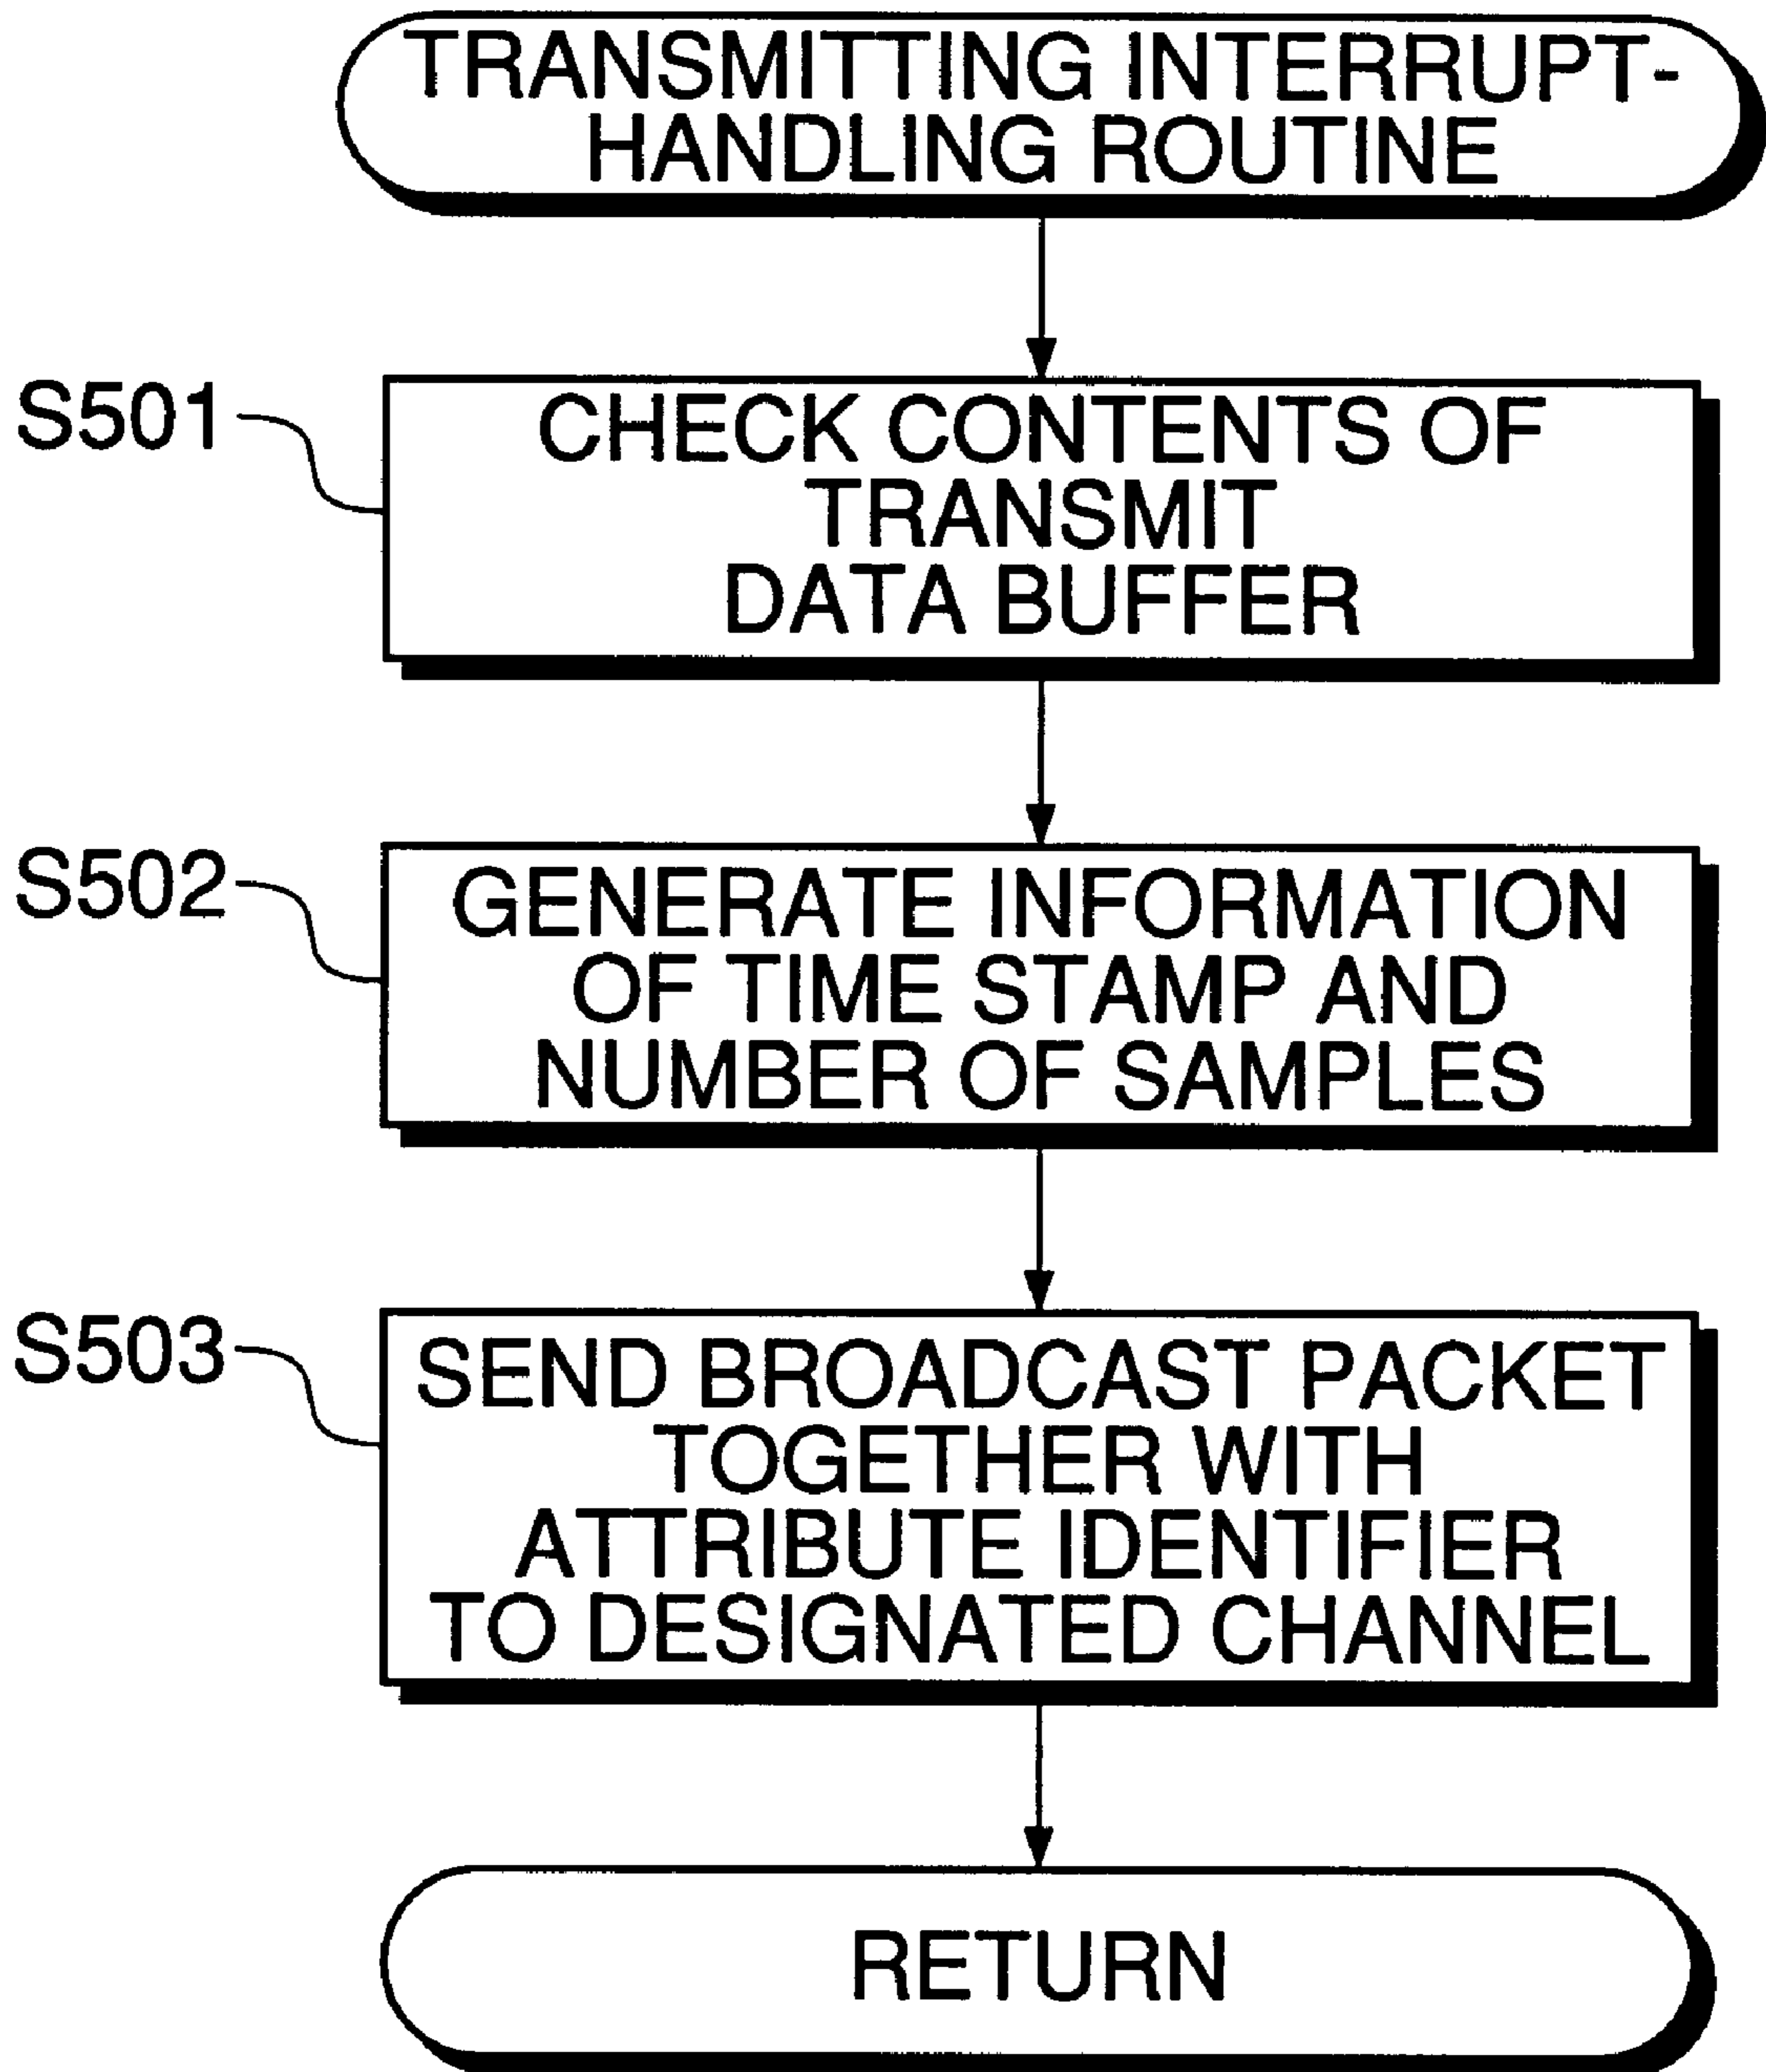 TRANSMITTING INTERRUPT-
HANDLING ROUTINE
S501
CHECK CONTENTS OF
TRANSMIT
DATA BUFFER
S502
GENERATE INFORMATION
OF TIME STAMP AND
NUMBER OF SAMPLES
S503
SEND BROADCAST PACKET
TOGETHER WITH
ATTRIBUTE IDENTIFIER
TO DESIGNATED CHANNEL
RETURN